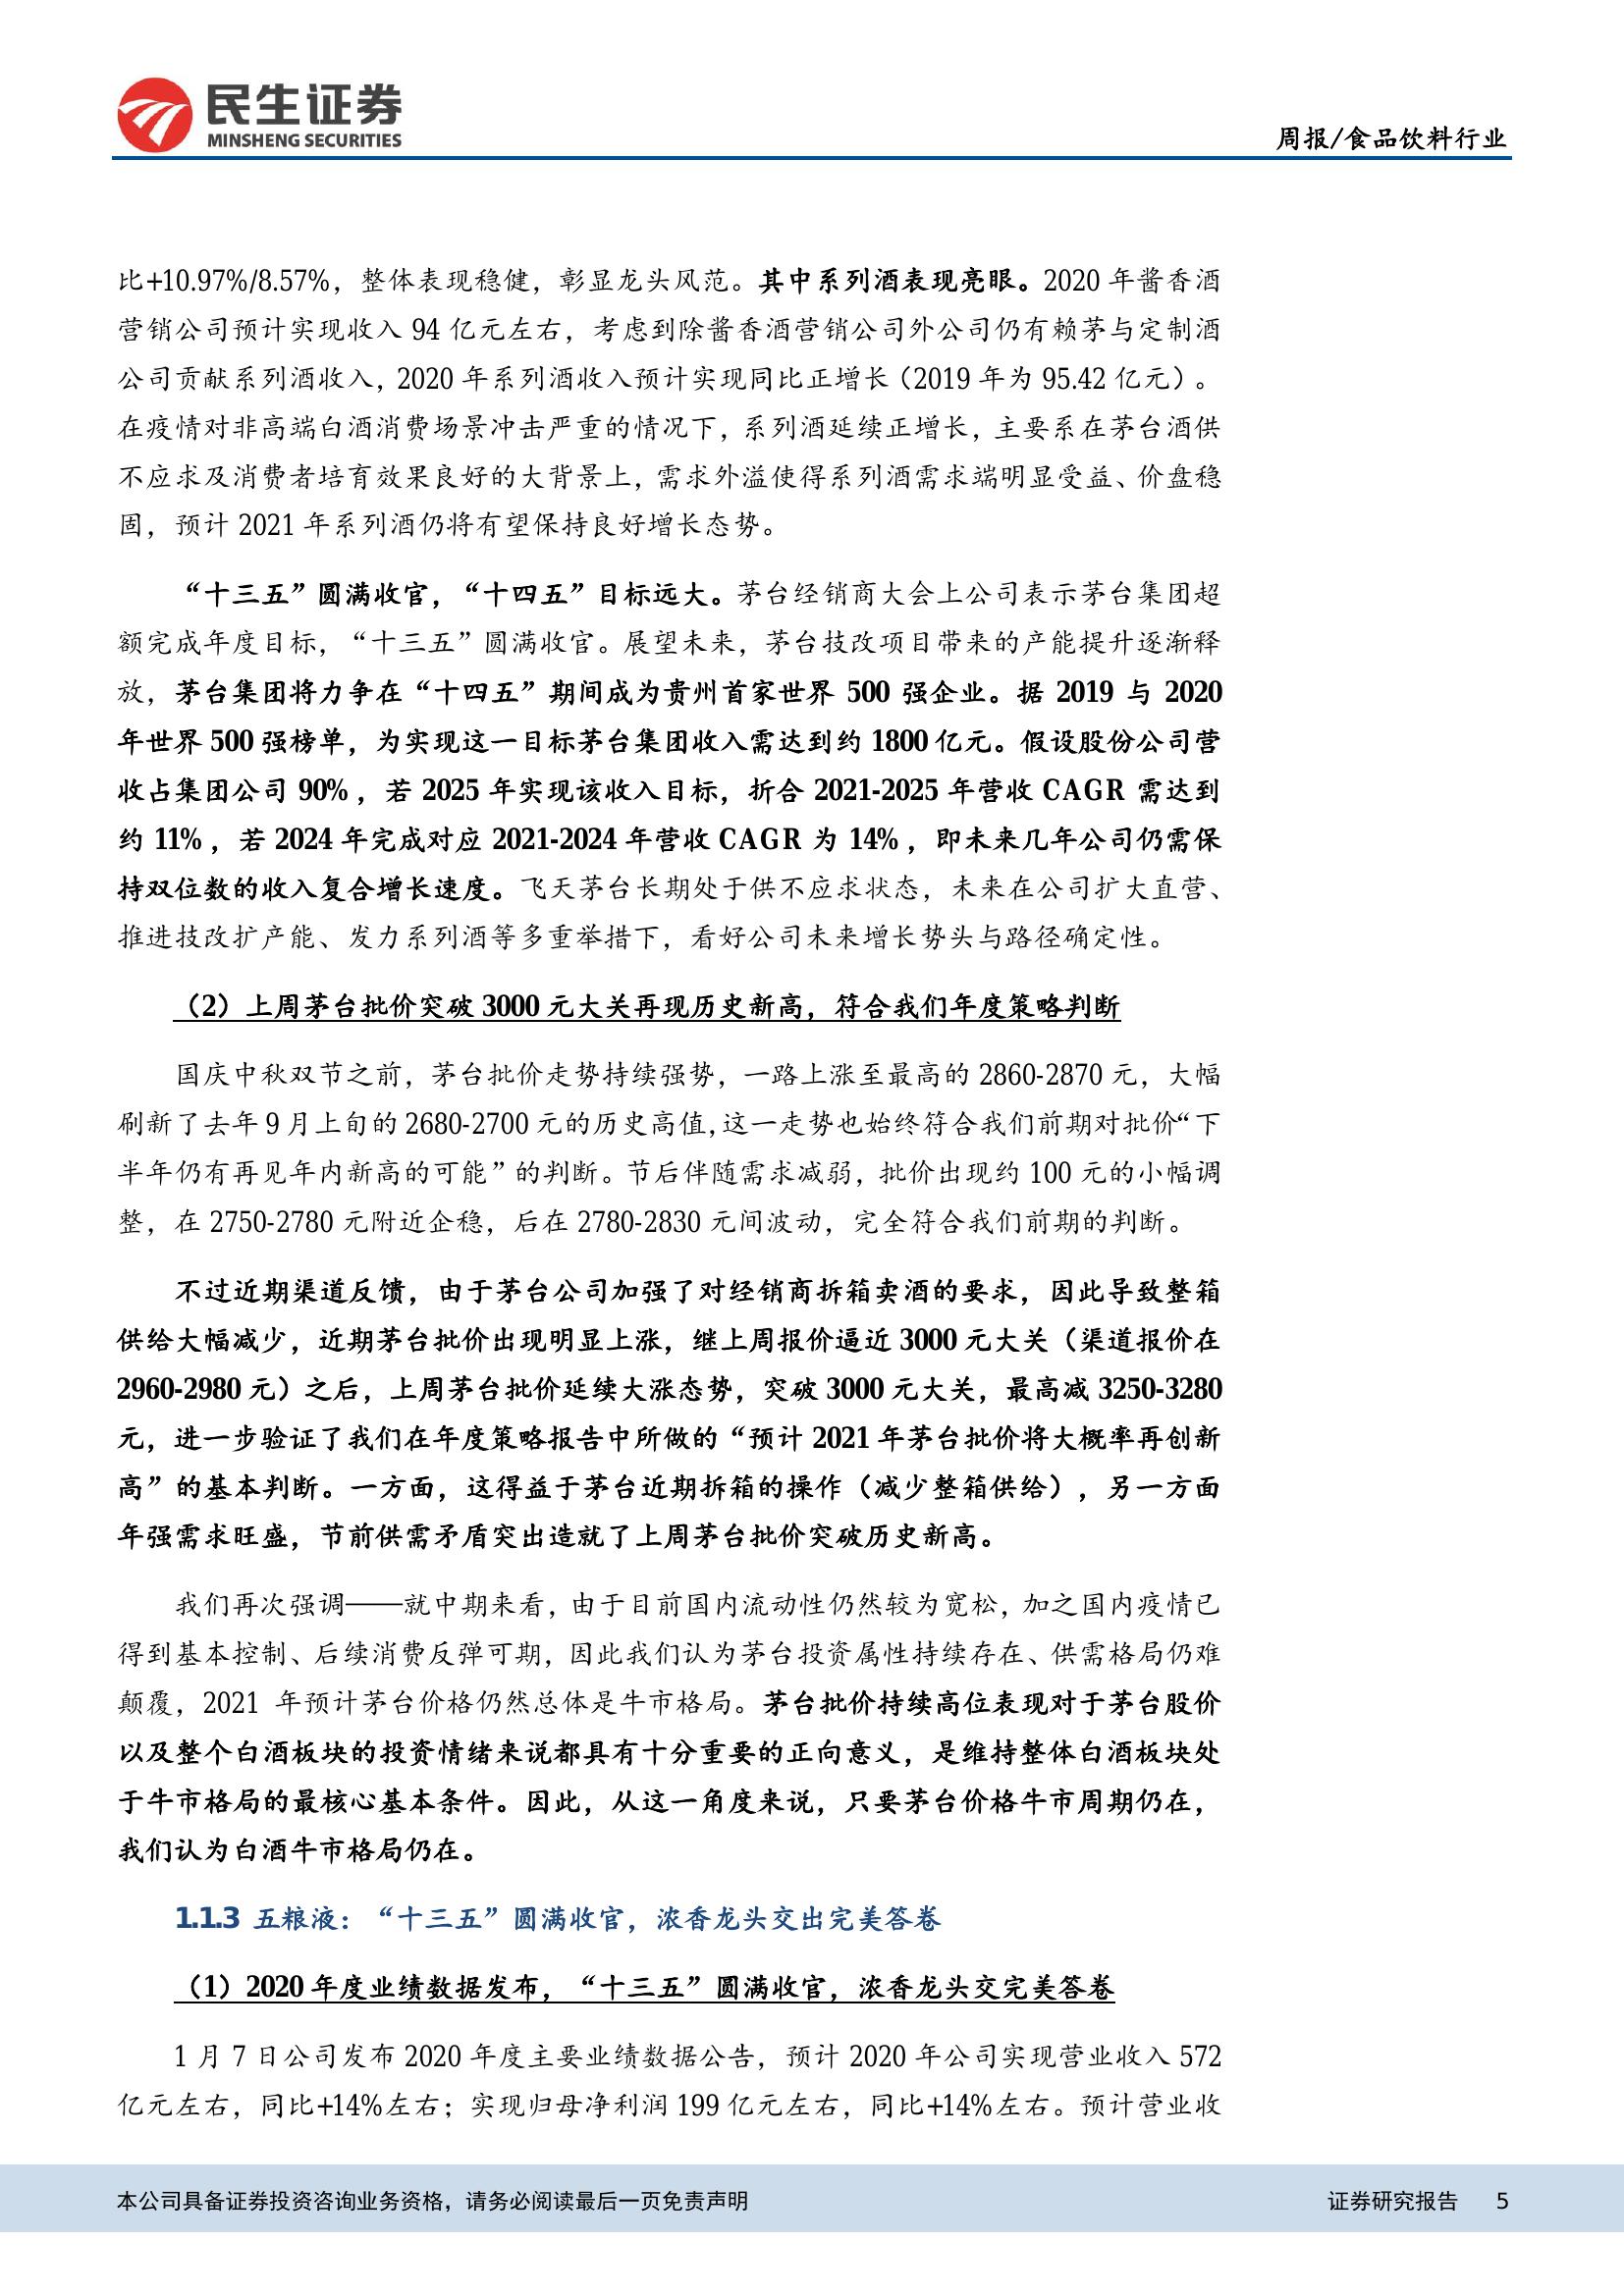 民生证券
MINSHENG SECURITIES
周报/食品饮料行业
比+10.97%/8.57%，整体表现稳健，彰显龙头风范。其中系列酒表现亮眼。2020 年酱香酒
营销公司预计实现收入 94 亿元左右，考虑到除酱香酒营销公司外公司仍有赖茅与定制酒
公司贡献系列酒收入，2020 年系列酒收入预计实现同比正增长（2019 年为 95.42 亿元）。
在疫情对非高端白酒消费场景冲击严重的情况下，系列酒延续正增长，主要系在茅台酒供
不应求及消费者培育效果良好的大背景上，需求外溢使得系列酒需求端明显受益、价盘稳
固，预计 2021 年系列酒仍将有望保持良好增长态势。
“十三五”圆满收官，“十四五”目标远大。茅台经销商大会上公司表示茅台集团超
额完成年度目标，“十三五”圆满收官。展望未来，茅台技改项目带来的产能提升逐渐释
放，茅台集团将力争在“十四五”期间成为贵州首家世界 500 强企业。据 2019 与 2020
年世界 500 强榜单，为实现这一目标茅台集团收入需达到约 1800 亿元。假设股份公司营
收占集团公司 90%，若 2025 年实现该收入目标，折合 2021-2025 年营收 CAGR 需达到
约 11%，若 2024 年完成对应 2021-2024 年营收 CAGR 为 14%，即未来几年公司仍需保
持双位数的收入复合增长速度。飞天茅台长期处于供不应求状态，未来在公司扩大直营、
推进技改扩产能、发力系列酒等多重举措下，看好公司未来增长势头与路径确定性。
（2）上周茅台批价突破 3000 元大关再现历史新高，符合我们年度策略判断
国庆中秋双节之前，茅台批价走势持续强势，一路上涨至最高的 2860-2870 元，大幅
刷新了去年 9 月上旬的 2680-2700 元的历史高值，这一走势也始终符合我们前期对批价“下
半年仍有再见年内新高的可能”的判断。节后伴随需求减弱，批价出现约 100 元的小幅调
整，在 2750-2780 元附近企稳，后在 2780-2830 元间波动，完全符合我们前期的判断。
不过近期渠道反馈，由于茅台公司加强了对经销商拆箱卖酒的要求，因此导致整箱
供给大幅减少，近期茅台批价出现明显上涨，继上周报价逼近 3000 元大关（渠道报价在
2960-2980 元）之后，上周茅台批价延续大涨态势，突破 3000 元大关，最高减 3250-3280
元，进一步验证了我们在年度策略报告中所做的“预计 2021 年茅台批价将大概率再创新
高”的基本判断。一方面，这得益于茅台近期拆箱的操作（减少整箱供给），另一方面
年强需求旺盛，节前供需矛盾突出造就了上周茅台批价突破历史新高。
我们再次强调——就中期来看，由于目前国内流动性仍然较为宽松，加之国内疫情已
得到基本控制、后续消费反弹可期，因此我们认为茅台投资属性持续存在、供需格局仍难
颠覆，2021 年预计茅台价格仍然总体是牛市格局。茅台批价持续高位表现对于茅台股价
以及整个白酒板块的投资情绪来说都具有十分重要的正向意义，是维持整体白酒板块处
于牛市格局的最核心基本条件。因此，从这一角度来说，只要茅台价格牛市周期仍在，
我们认为白酒牛市格局仍在。
1.1.3 五粮液：“十三五”圆满收官，浓香龙头交出完美答卷
（1）2020 年度业绩数据发布，“十三五”圆满收官，浓香龙头交完美答卷
1 月 7 日公司发布 2020 年度主要业绩数据公告，预计 2020 年公司实现营业收入 572
亿元左右，同比+14%左右；实现归母净利润 199 亿元左右，同比+14%左右。预计营业收
本公司具备证券投资咨询业务资格，请务必阅读最后一页免责声明
证券研究报告 5